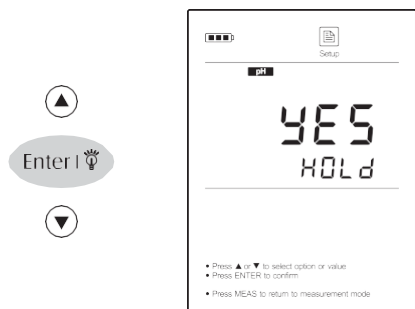 Setup
pH
YES
HOLd
Enter |
• Press ▲ or ▼ to select option or value
• Press ENTER to confirm
• Press MEAS to return to measurement mode